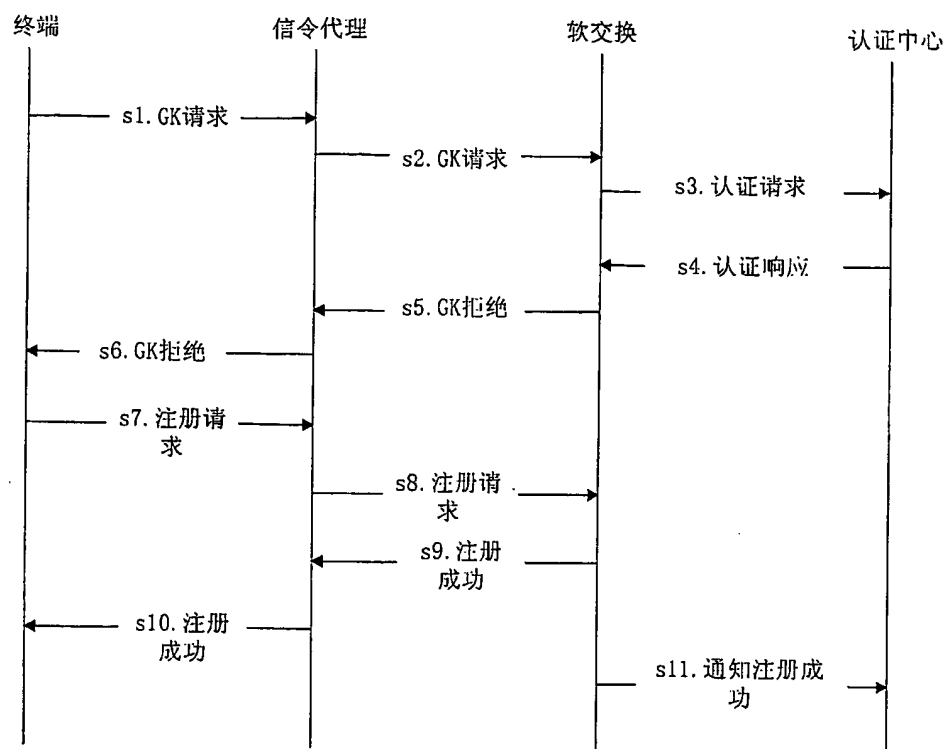 终端
信令代理
软交换
认证中心
s1.GK请求
s2.GK请求
s3.认证请求
s4.认证响应
s5.GK拒绝
s6.GK拒绝
s7.注册请
求
s8.注册请
求
s9.注册
成功
s10.注册
成功
s11.通知注册成
功